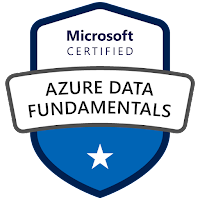 Microsoft
CERTIFIED
AZURE DATA
FUNDAMENTALS